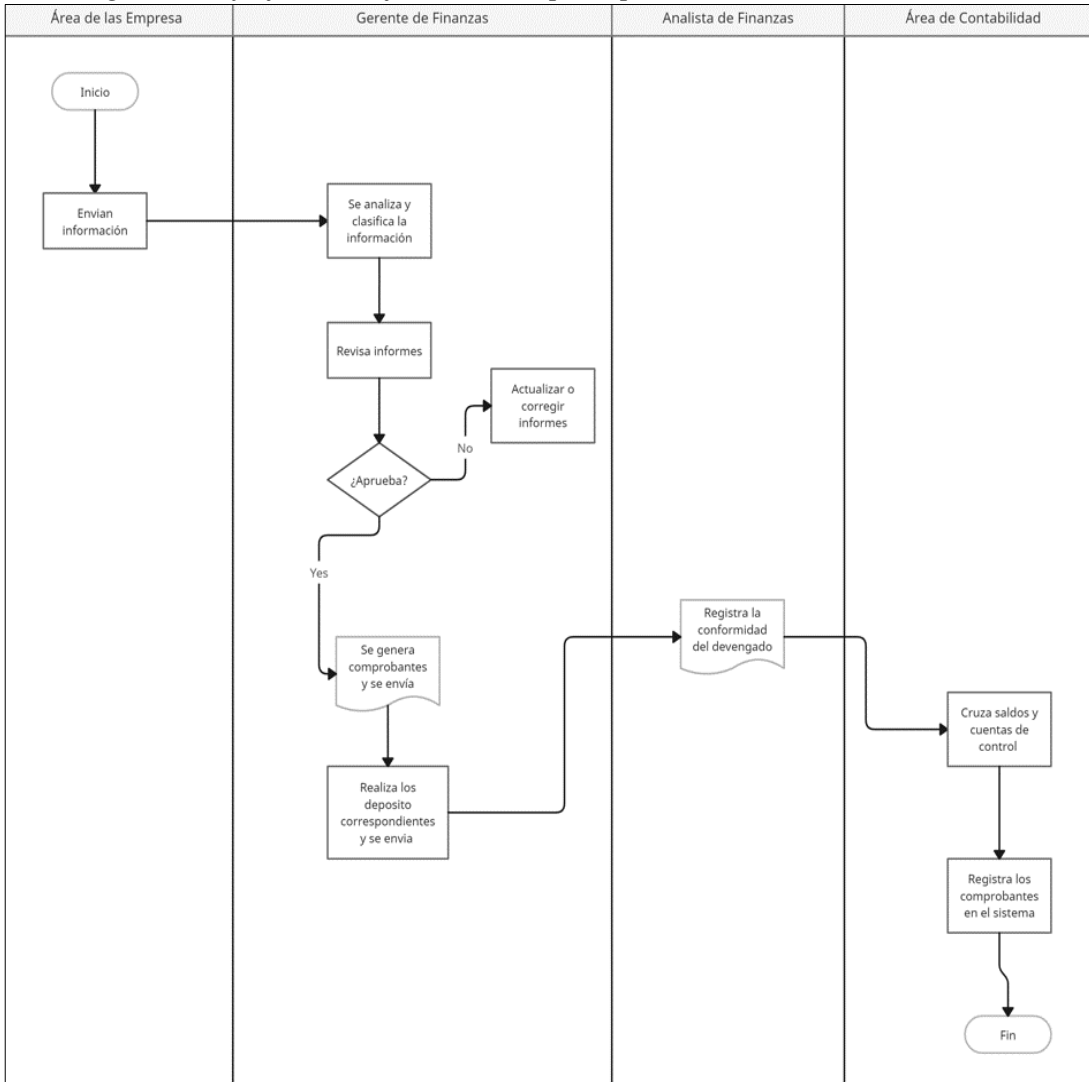 Área de las Empresa
Gerente de Finanzas
Analista de Finanzas
Área de Contabilidad
Inicio
Envian
información
Se analiza y
clasifica la
información
Revisa informes
Actualizar o
corregir
informes
No
¿Aprueba?
Yes
Se genera
comprobantes
y se envía
Realiza los
deposito
correspondientes
y se envia
Registra la
conformidad
del devengado
Cruza saldos y
cuentas de
control
Registra los
comprobantes
en el sistema
Fin